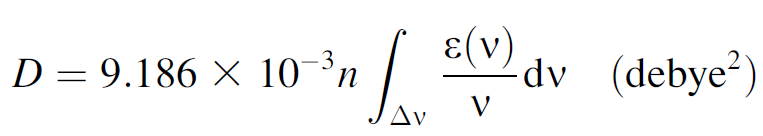 D = 9.186 × 10⁻³n ∫_Δν ε(ν)/ν dν (debye²)